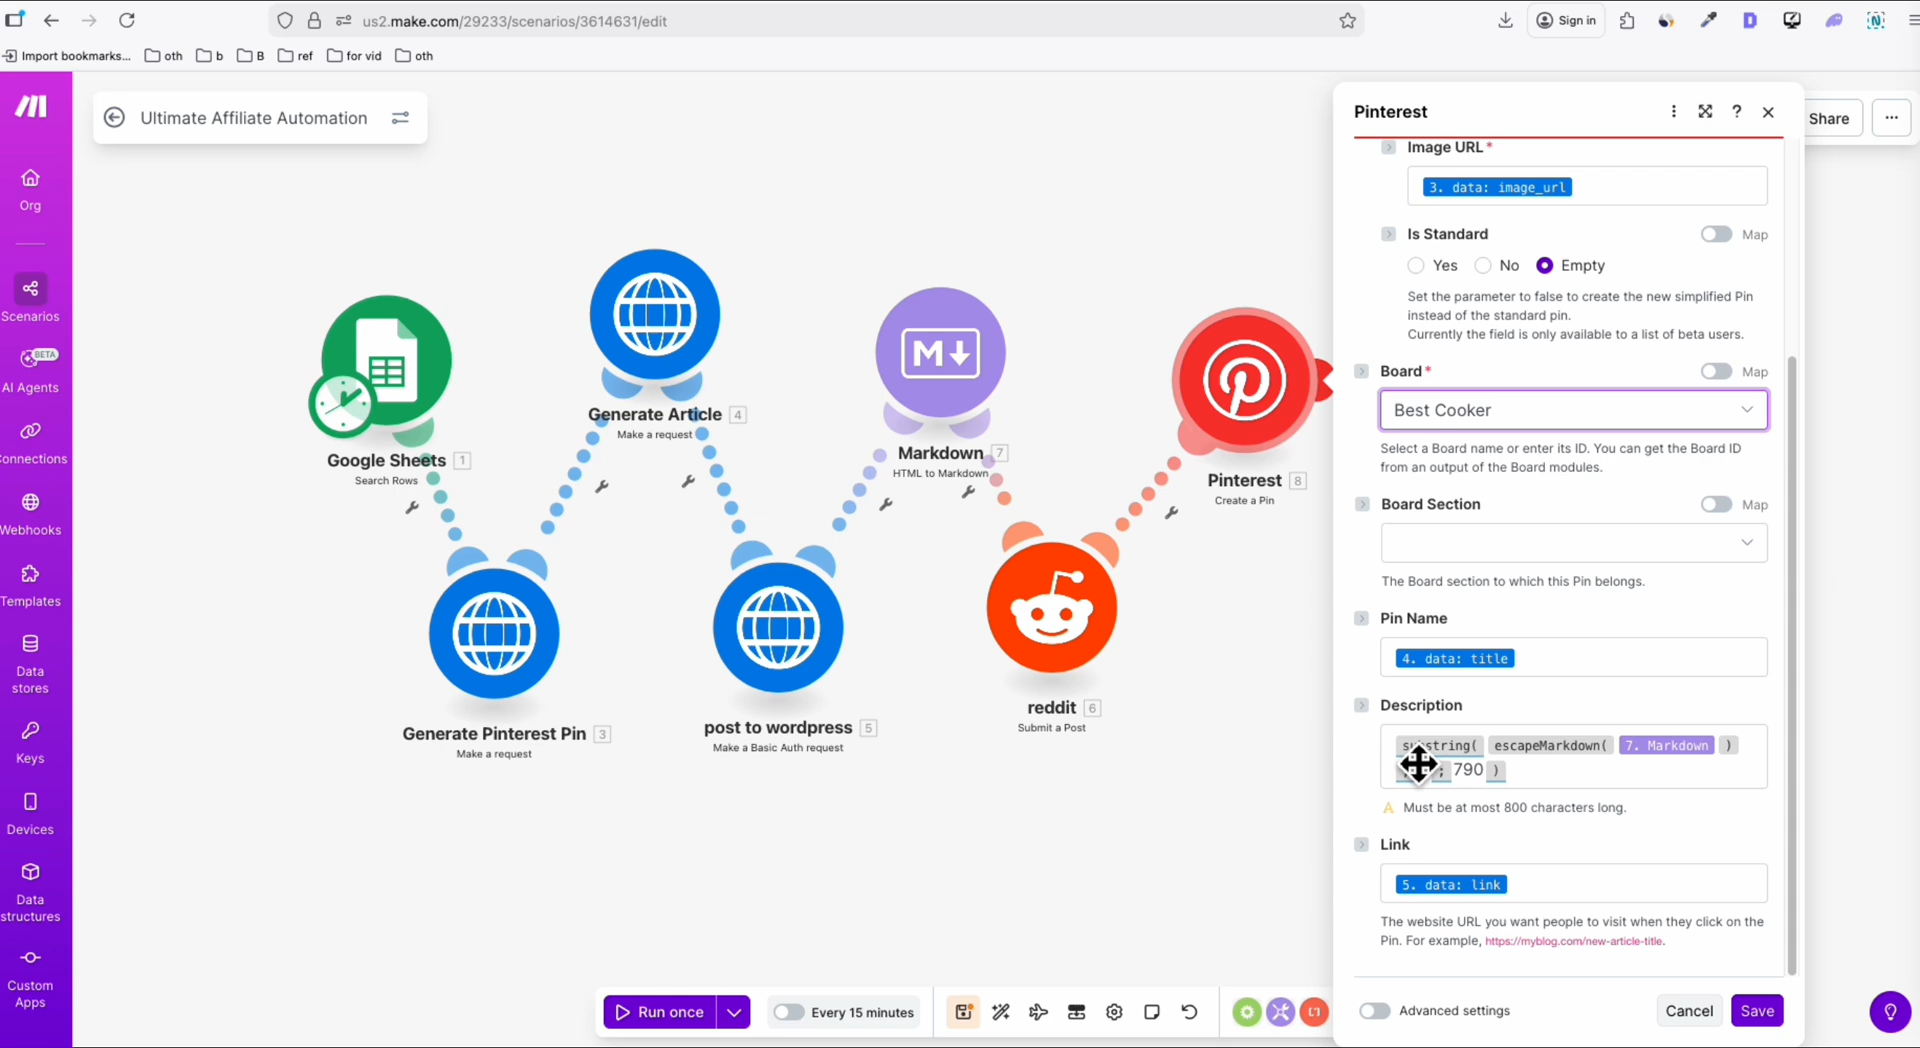 us2.make.com/29233/scenarios/3614631/edit
Sign in
Import bookmarks...
oth
b
B
ref
for vid
oth
Ultimate Affiliate Automation
Share
Org
Scenarios
BETA
AI Agents
onnections
Webhooks
Templates
Data
stores
Keys
Devices
Data
structures
Custom
Apps
Google Sheets 1
Search Rows
Generate Article 4
Make a request
Markdown 7
HTML to Markdown
Pinterest 8
Create a Pin
Generate Pinterest Pin 3
Make a request
post to wordpress 5
Make a Basic Auth request
reddit 6
Submit a Post
Run once
Every 15 minutes
Pinterest
Image URL*
3. data: image_url
Is Standard
Map
Yes
No
Empty
Set the parameter to false to create the new simplified Pin
instead of the standard pin.
Currently the field is only available to a list of beta users.
Board*
Map
Best Cooker
Select a Board name or enter its ID. You can get the Board ID
from an output of the Board modules.
Board Section
Map
The Board section to which this Pin belongs.
Pin Name
4. data: title
Description
substring( escapeMarkdown( 7. Markdown )
; 790 )
Must be at most 800 characters long.
Link
5. data: link
The website URL you want people to visit when they click on the
Pin. For example, https://myblog.com/new-article-title.
Advanced settings
Cancel
Save